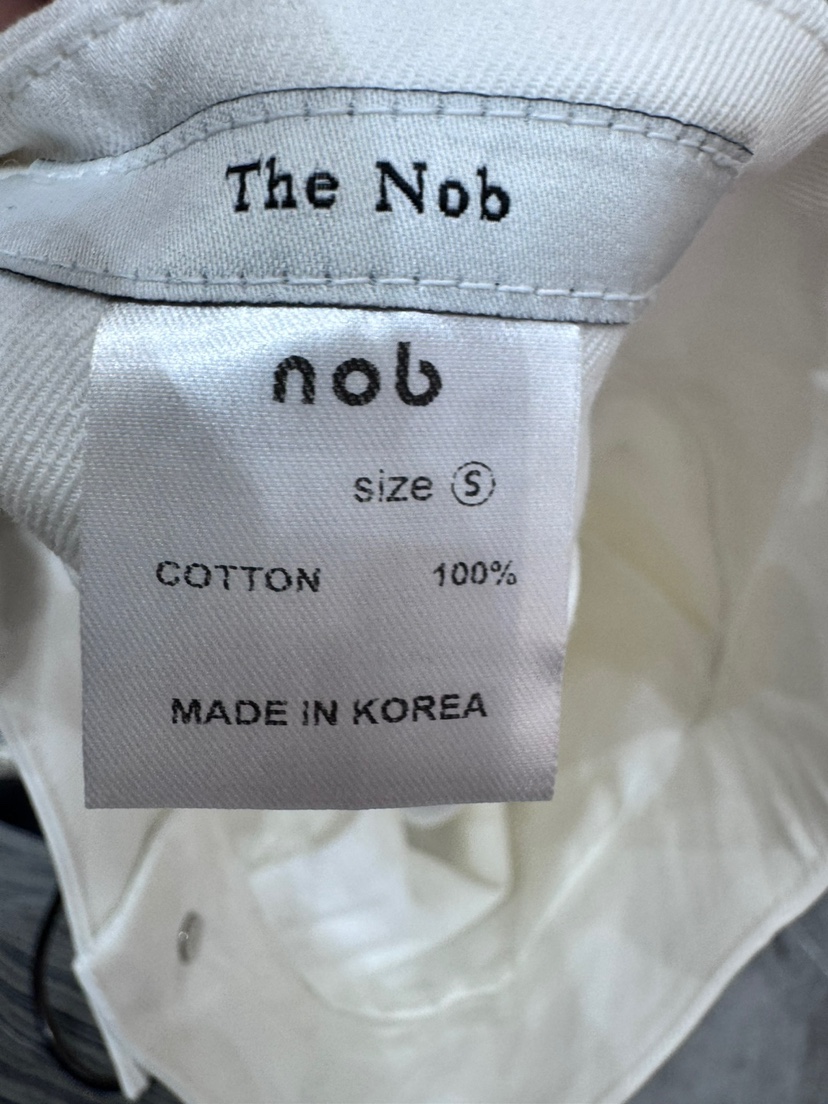 The Nob
nob
size Ⓢ
COTTON 100%
MADE IN KOREA